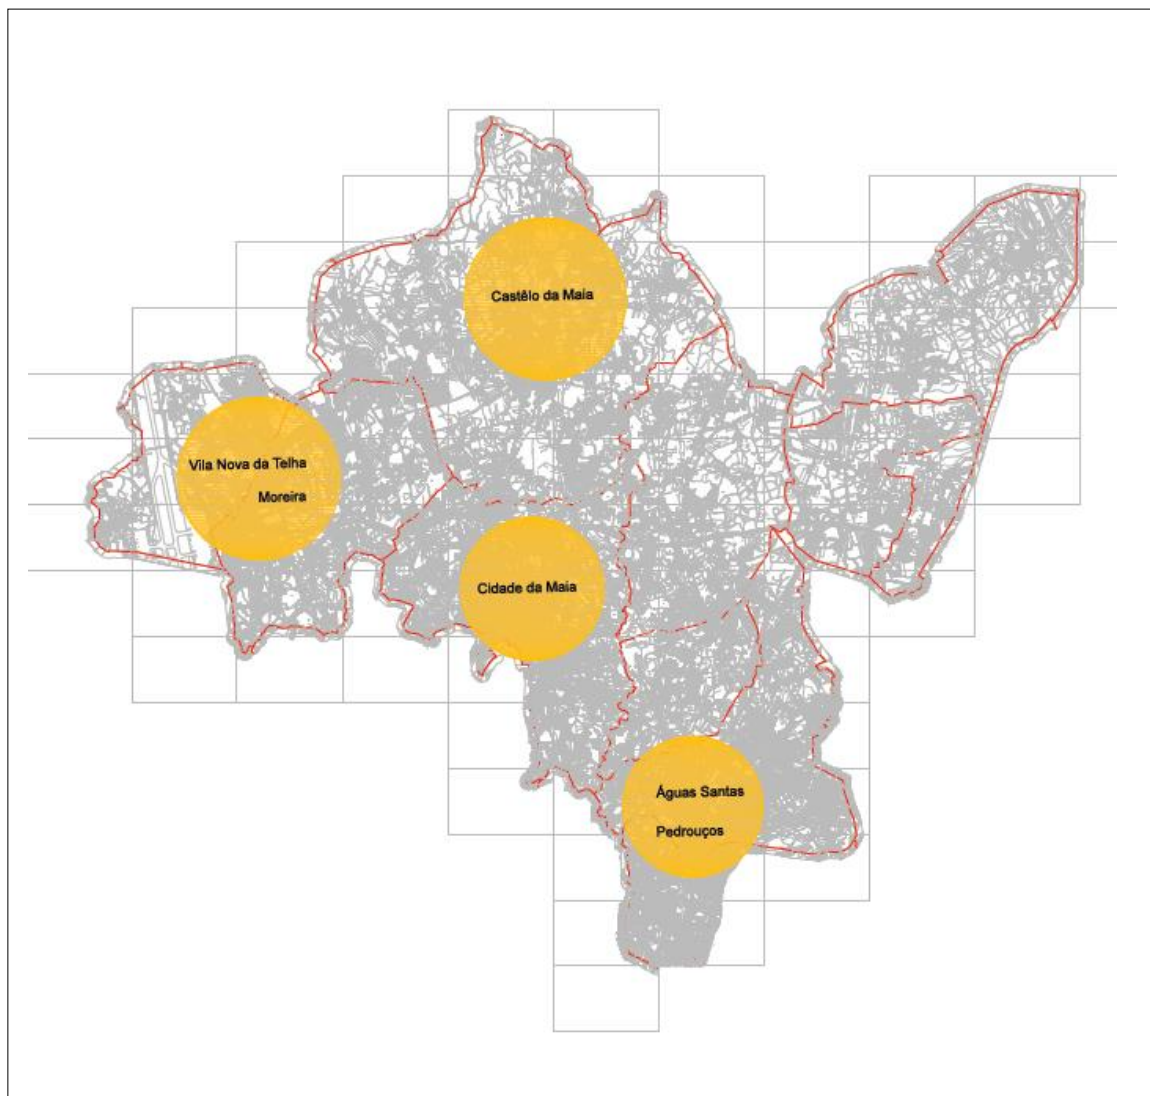 Castêlo da Maia
Vila Nova da Telha
Moreira
Cidade da Maia
Águas Santas
Pedrouços